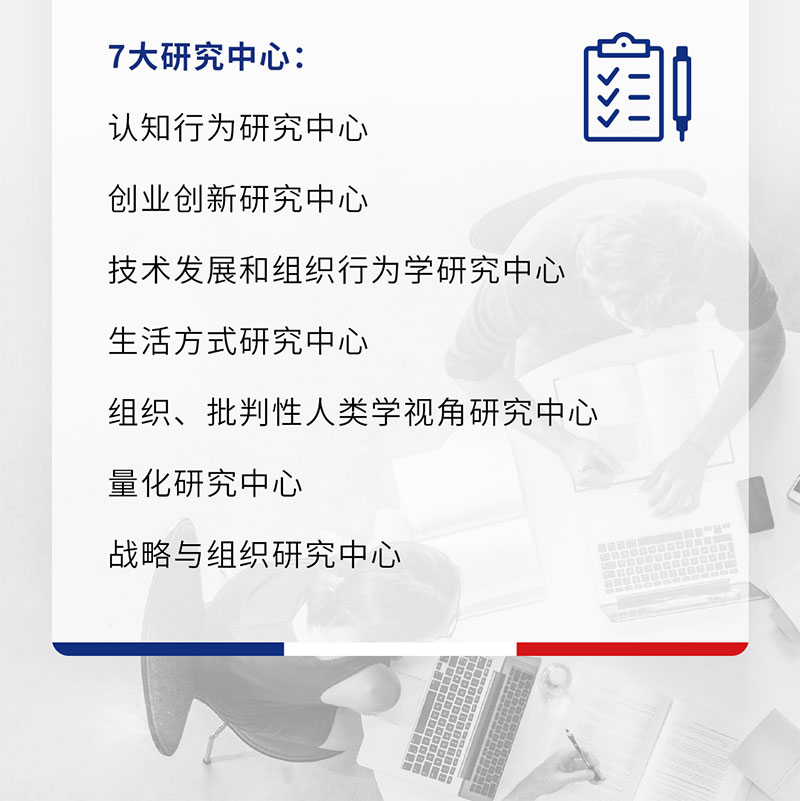 7大研究中心：
认知行为研究中心
创业创新研究中心
技术发展和组织行为学研究中心
生活方式研究中心
组织、批判性人类学视角研究中心
量化研究中心
战略与组织研究中心